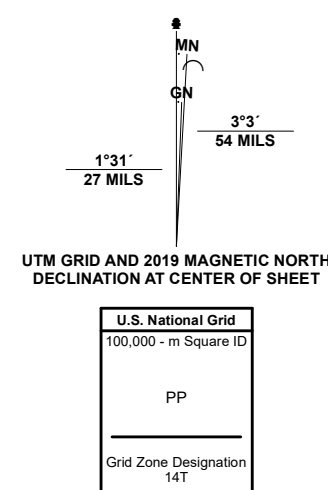 MN
GN
3°3´
54 MILS
1°31´
27 MILS
UTM GRID AND 2019 MAGNETIC NORTH
DECLINATION AT CENTER OF SHEET
U.S. National Grid
100,000 - m Square ID
PP
Grid Zone Designation
14T